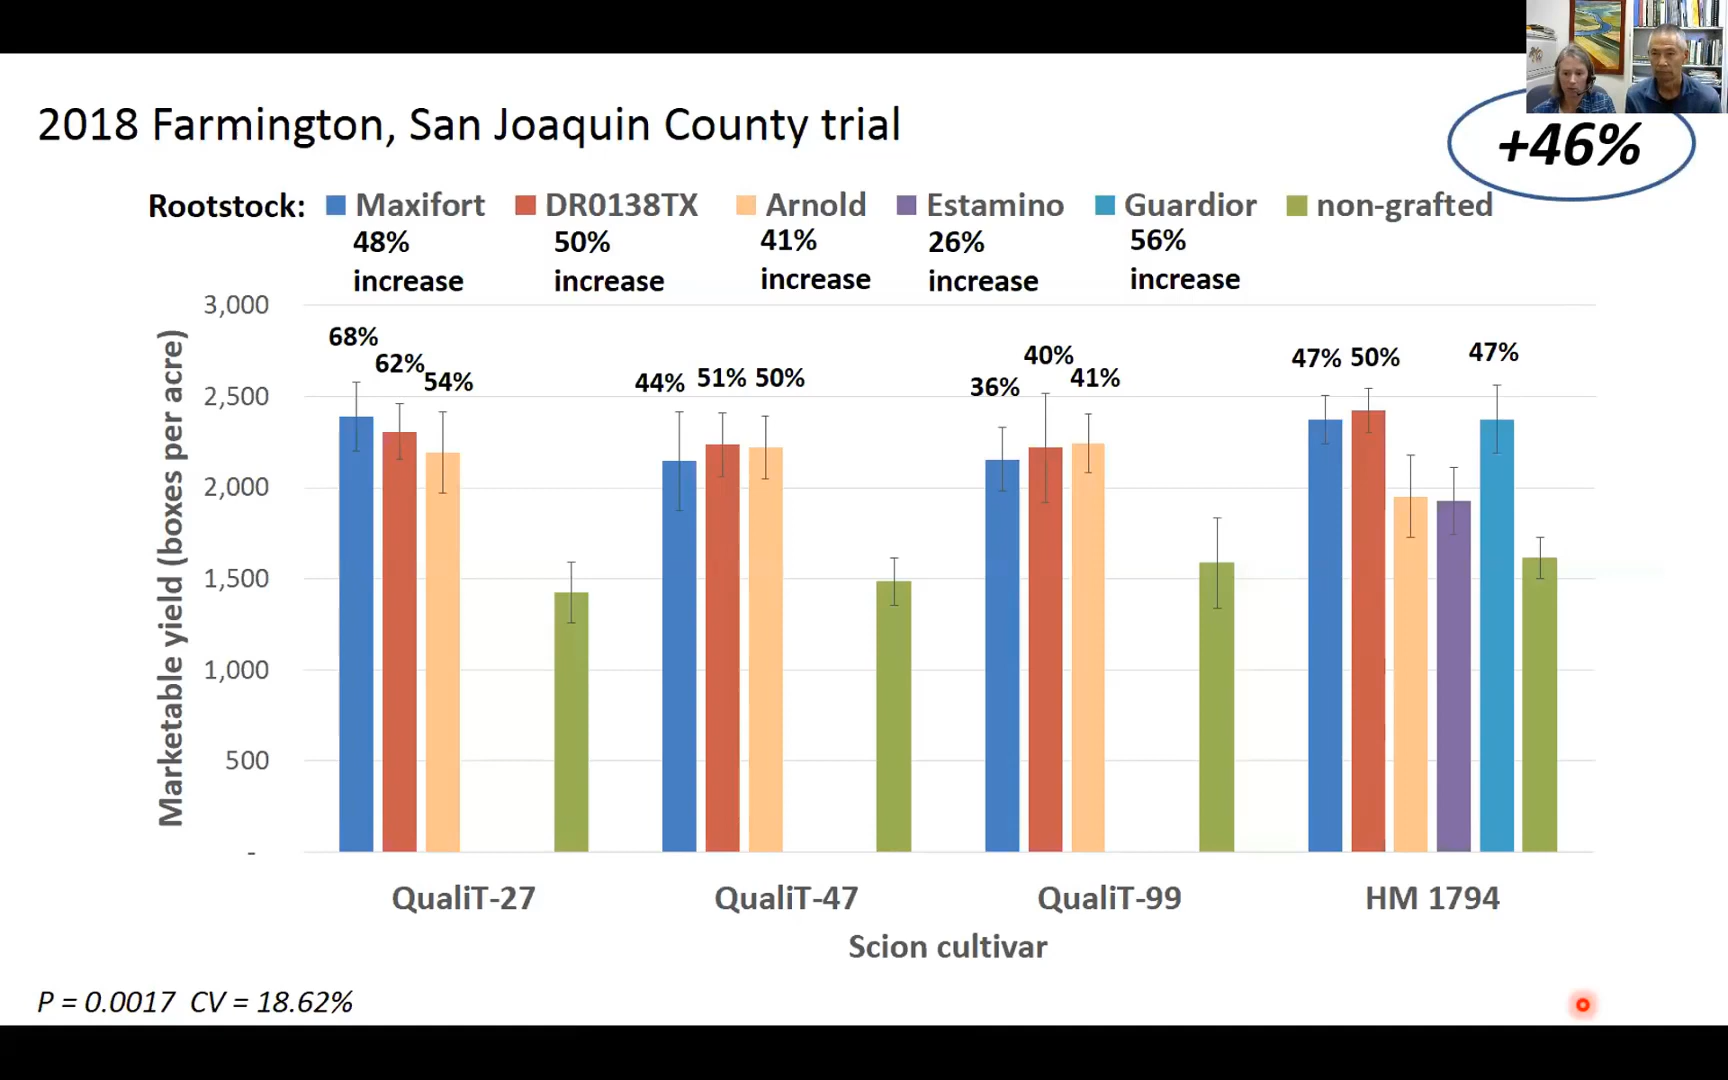 2018 Farmington, San Joaquin County trial
+46%
Rootstock: Maxifort DR0138TX Arnold Estamino Guardior non-grafted
48% 50% 41% 26% 56%
increase increase increase increase increase
3,000
2,500
2,000
1,500
1,000
500
-
Marketable yield (boxes per acre)
68% 62% 54% 44% 51% 50% 36% 40% 41% 47% 50% 47%
QualiT-27 QualiT-47 QualiT-99 HM 1794
Scion cultivar
P = 0.0017 CV = 18.62%